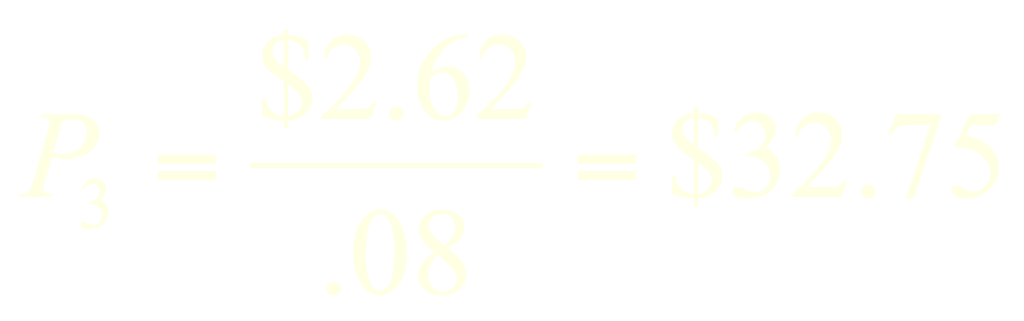 P₃ = $2.62 / .08 = $32.75